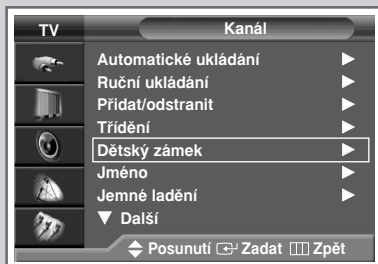 TV
Kanál
Automatické ukládání
Ruční ukládání
Přidat/odstranit
Třídění
Dětský zámek
Jméno
Jemné ladění
▼ Další
Posunutí Zadat Zpět